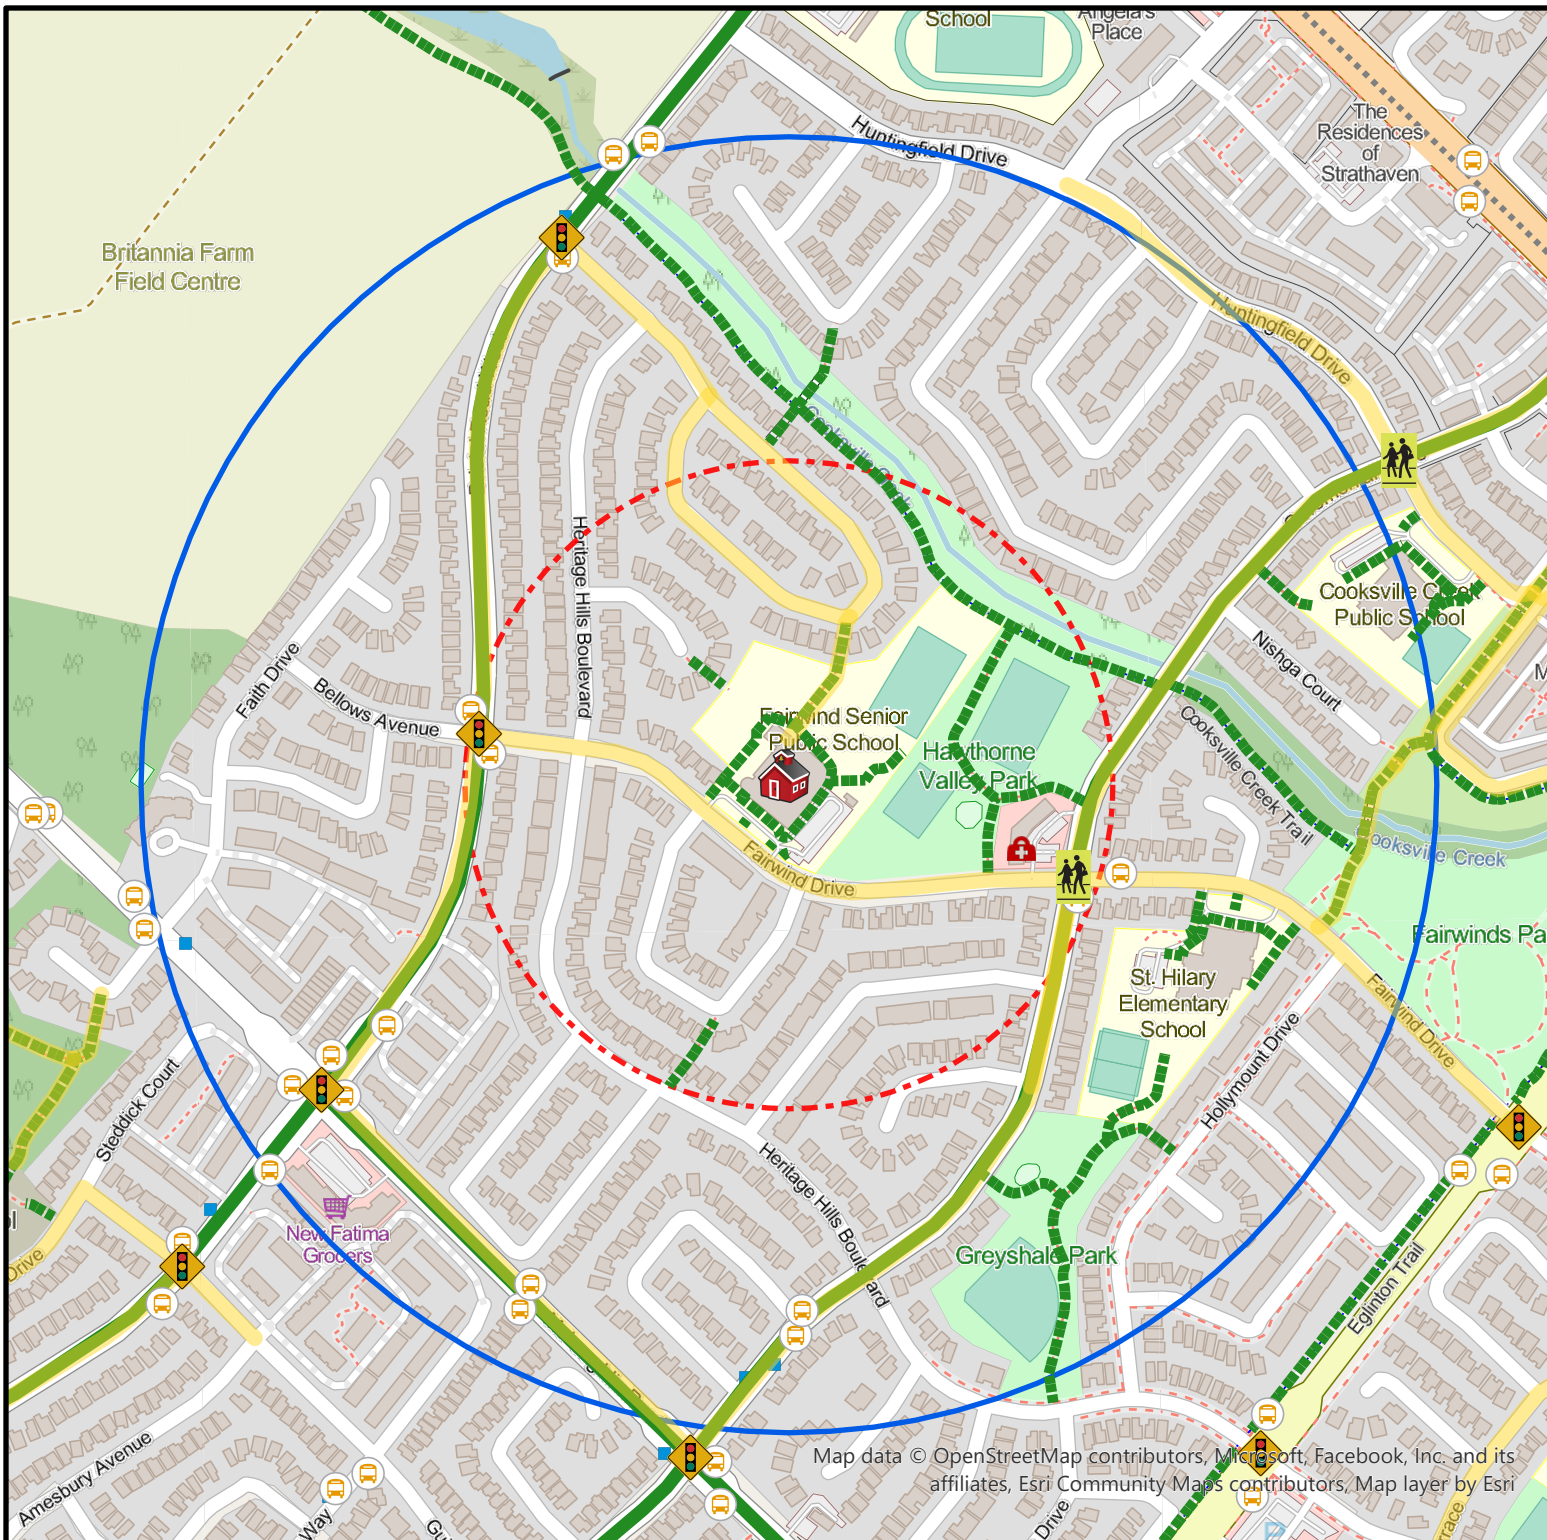 School
Angela's
Place
The
Residences
of
Strathaven
Huntingfield Drive
Britannia Farm
Field Centre
Huntingfield Drive
Cooksville Creek
Heritage Hills Boulevard
Cooksville Creek
Public School
Nishga Court
Faith Drive
Bellows Avenue
Fairwind Senior
Public School
Hawthorne
Valley Park
Cooksville Creek Trail
Cooksville Creek
Fairwind Drive
Fairwinds Pa
St. Hilary
Elementary
School
Fairwind Drive
Hollymount Drive
Steddick Court
Heritage Hills Boulevard
New Fatima
Grocers
Greyshale Park
Eglinton Trail
Drive
Amesbury Avenue
Way
Gu
Drive
race
Map data © OpenStreetMap contributors, Microsoft, Facebook, Inc. and its
affiliates, Esri Community Maps contributors, Map layer by Esri